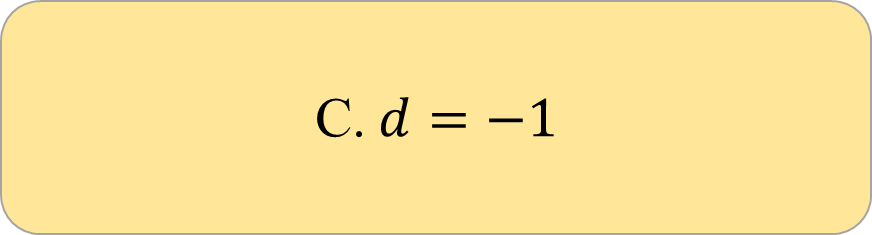 C. d = −1